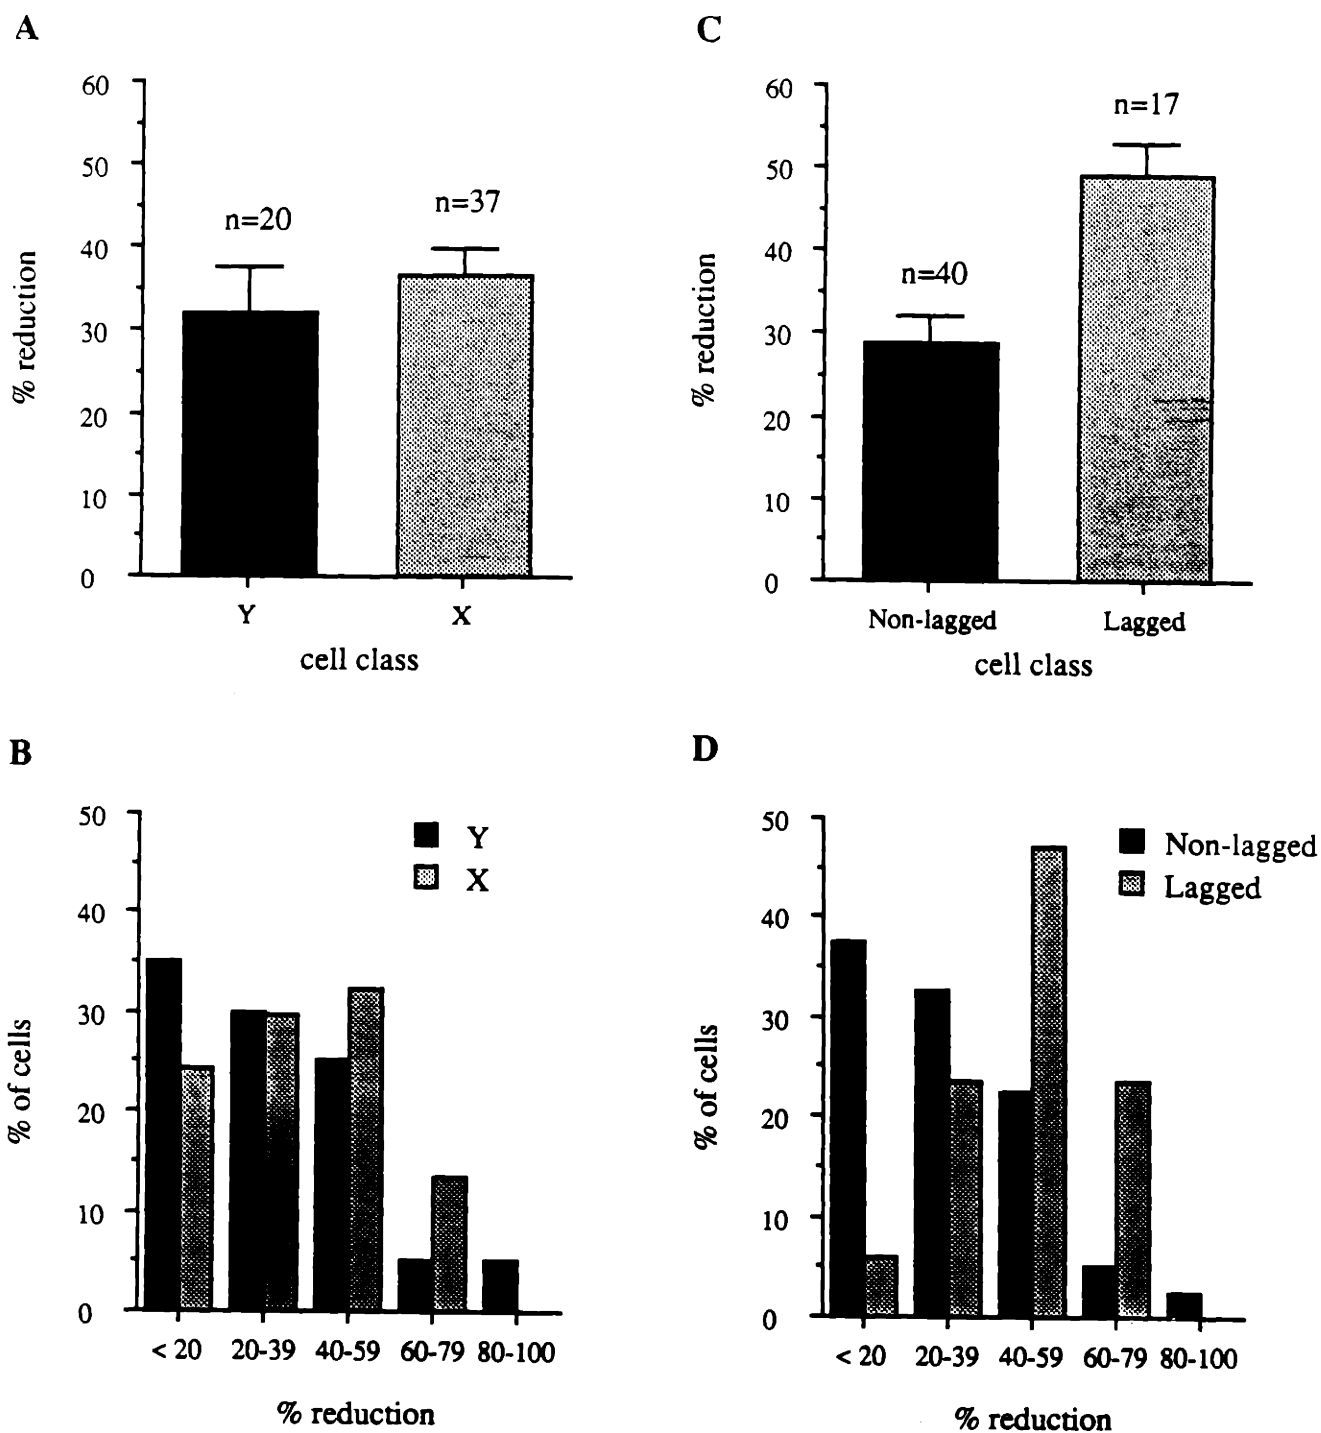 A
60
50
40
30
20
10
0
% reduction
n=20
n=37
Y
X
cell class
C
60
50
40
30
20
10
0
% reduction
n=40
n=17
Non-lagged
Lagged
cell class
B
50
40
30
20
10
0
% of cells
Y
X
< 20 20-39 40-59 60-79 80-100
% reduction
D
50
40
30
20
10
0
% of cells
Non-lagged
Lagged
< 20 20-39 40-59 60-79 80-100
% reduction